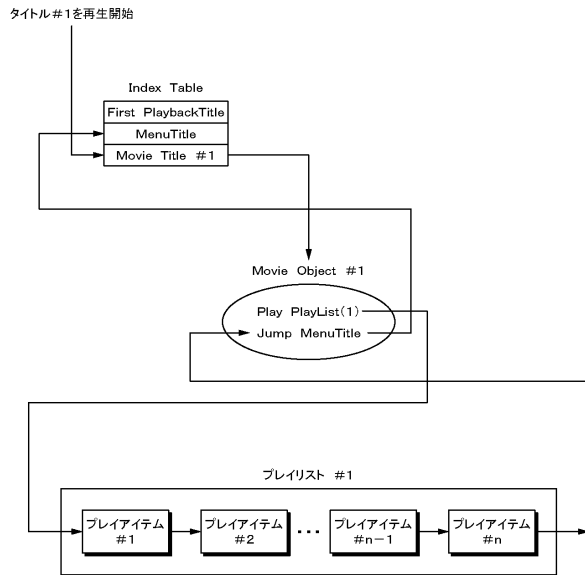 タイトル＃1を再生開始
Index Table
First PlaybackTitle
MenuTitle
Movie Title #1
Movie Object #1
Play PlayList(1)
Jump MenuTitle
プレイリスト #1
プレイアイテム
#1
プレイアイテム
#2
・・・
プレイアイテム
#n－1
プレイアイテム
#n